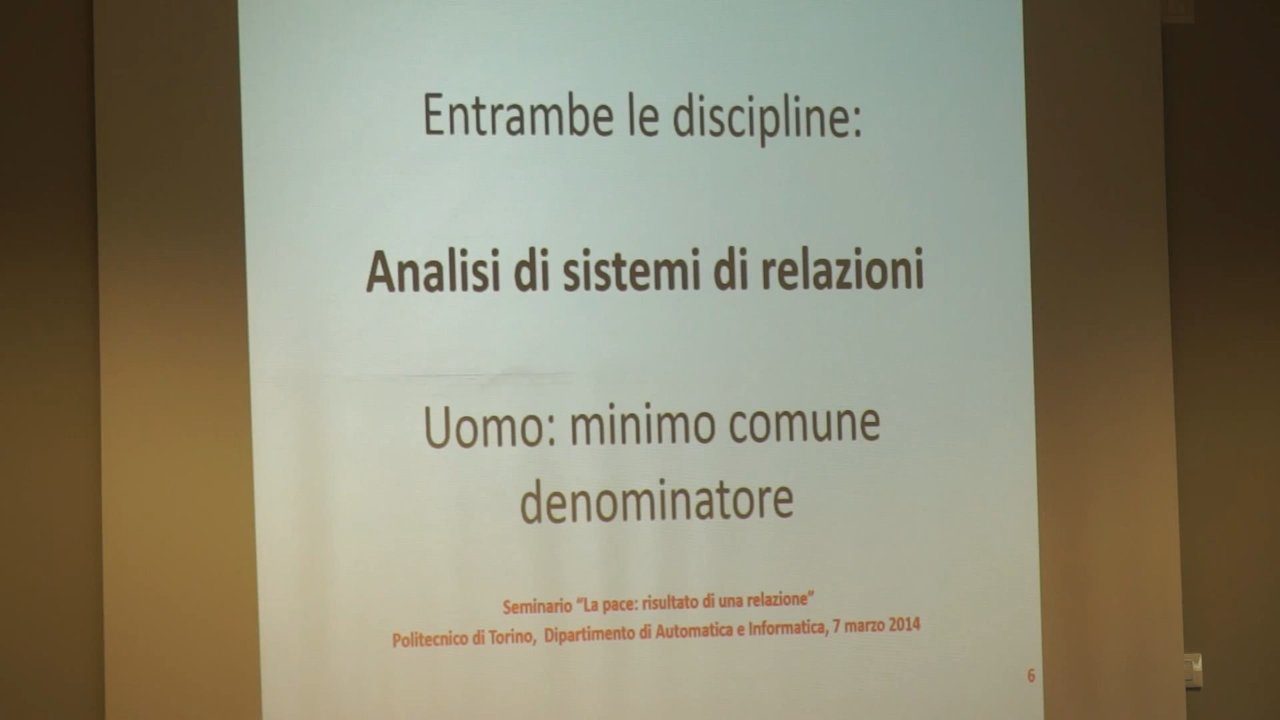 Entrambe le discipline:
Analisi di sistemi di relazioni
Uomo: minimo comune
denominatore
Seminario “La pace: risultato di una relazione”
Politecnico di Torino, Dipartimento di Automatica e Informatica, 7 marzo 2014
6